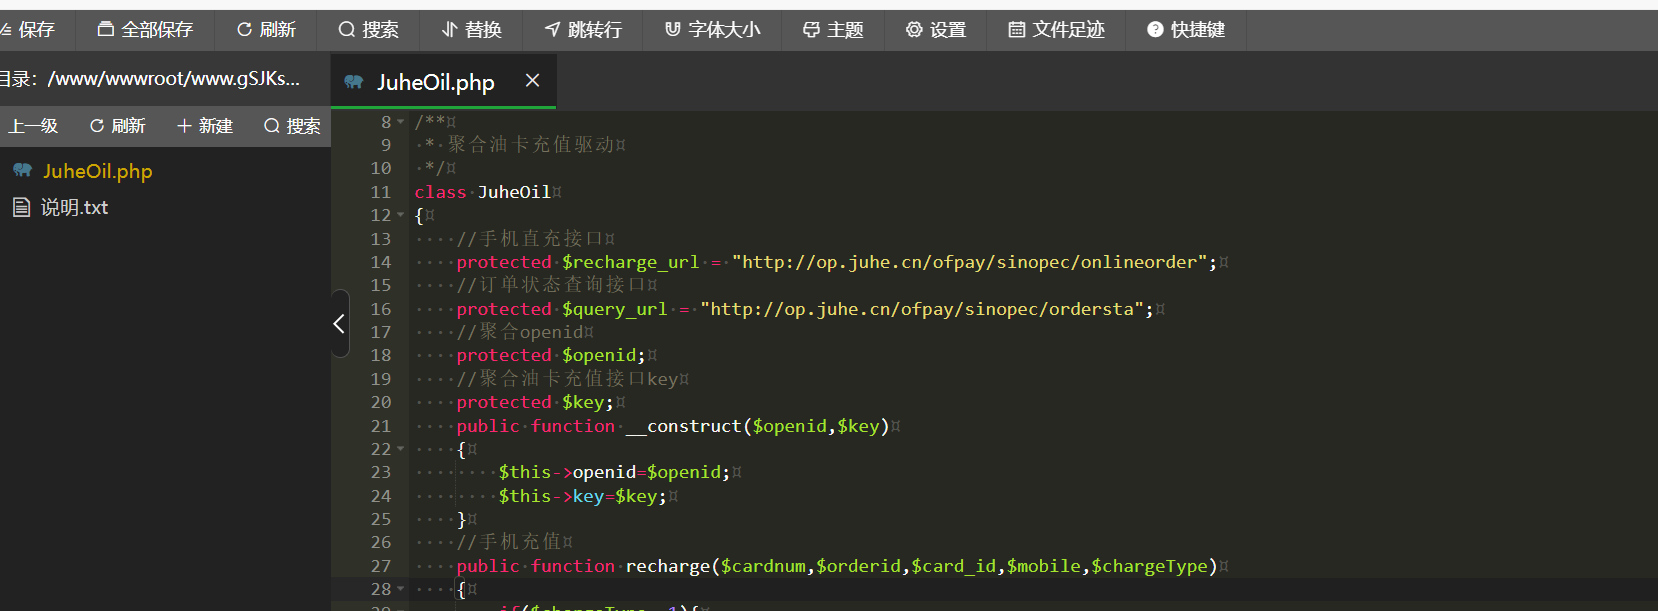 保存 全部保存 刷新 搜索 替换 跳转行 字体大小 主题 设置 文件足迹 快捷键
目录: /www/wwwroot/www.gSJKs...
JuheOil.php
上一级 刷新 新建 搜索
JuheOil.php
说明.txt
8 /**
9 * 聚合油卡充值驱动
10 */
11 class JuheOil
12 {
13 //手机直充接口
14 protected $recharge_url = "http://op.juhe.cn/ofpay/sinopec/onlineorder";
15 //订单状态查询接口
16 protected $query_url = "http://op.juhe.cn/ofpay/sinopec/ordersta";
17 //聚合openid
18 protected $openid;
19 //聚合油卡充值接口key
20 protected $key;
21 public function __construct($openid,$key)
22 {
23 $this->openid=$openid;
24 $this->key=$key;
25 }
26 //手机充值
27 public function recharge($cardnum,$orderid,$card_id,$mobile,$chargeType)
28 {